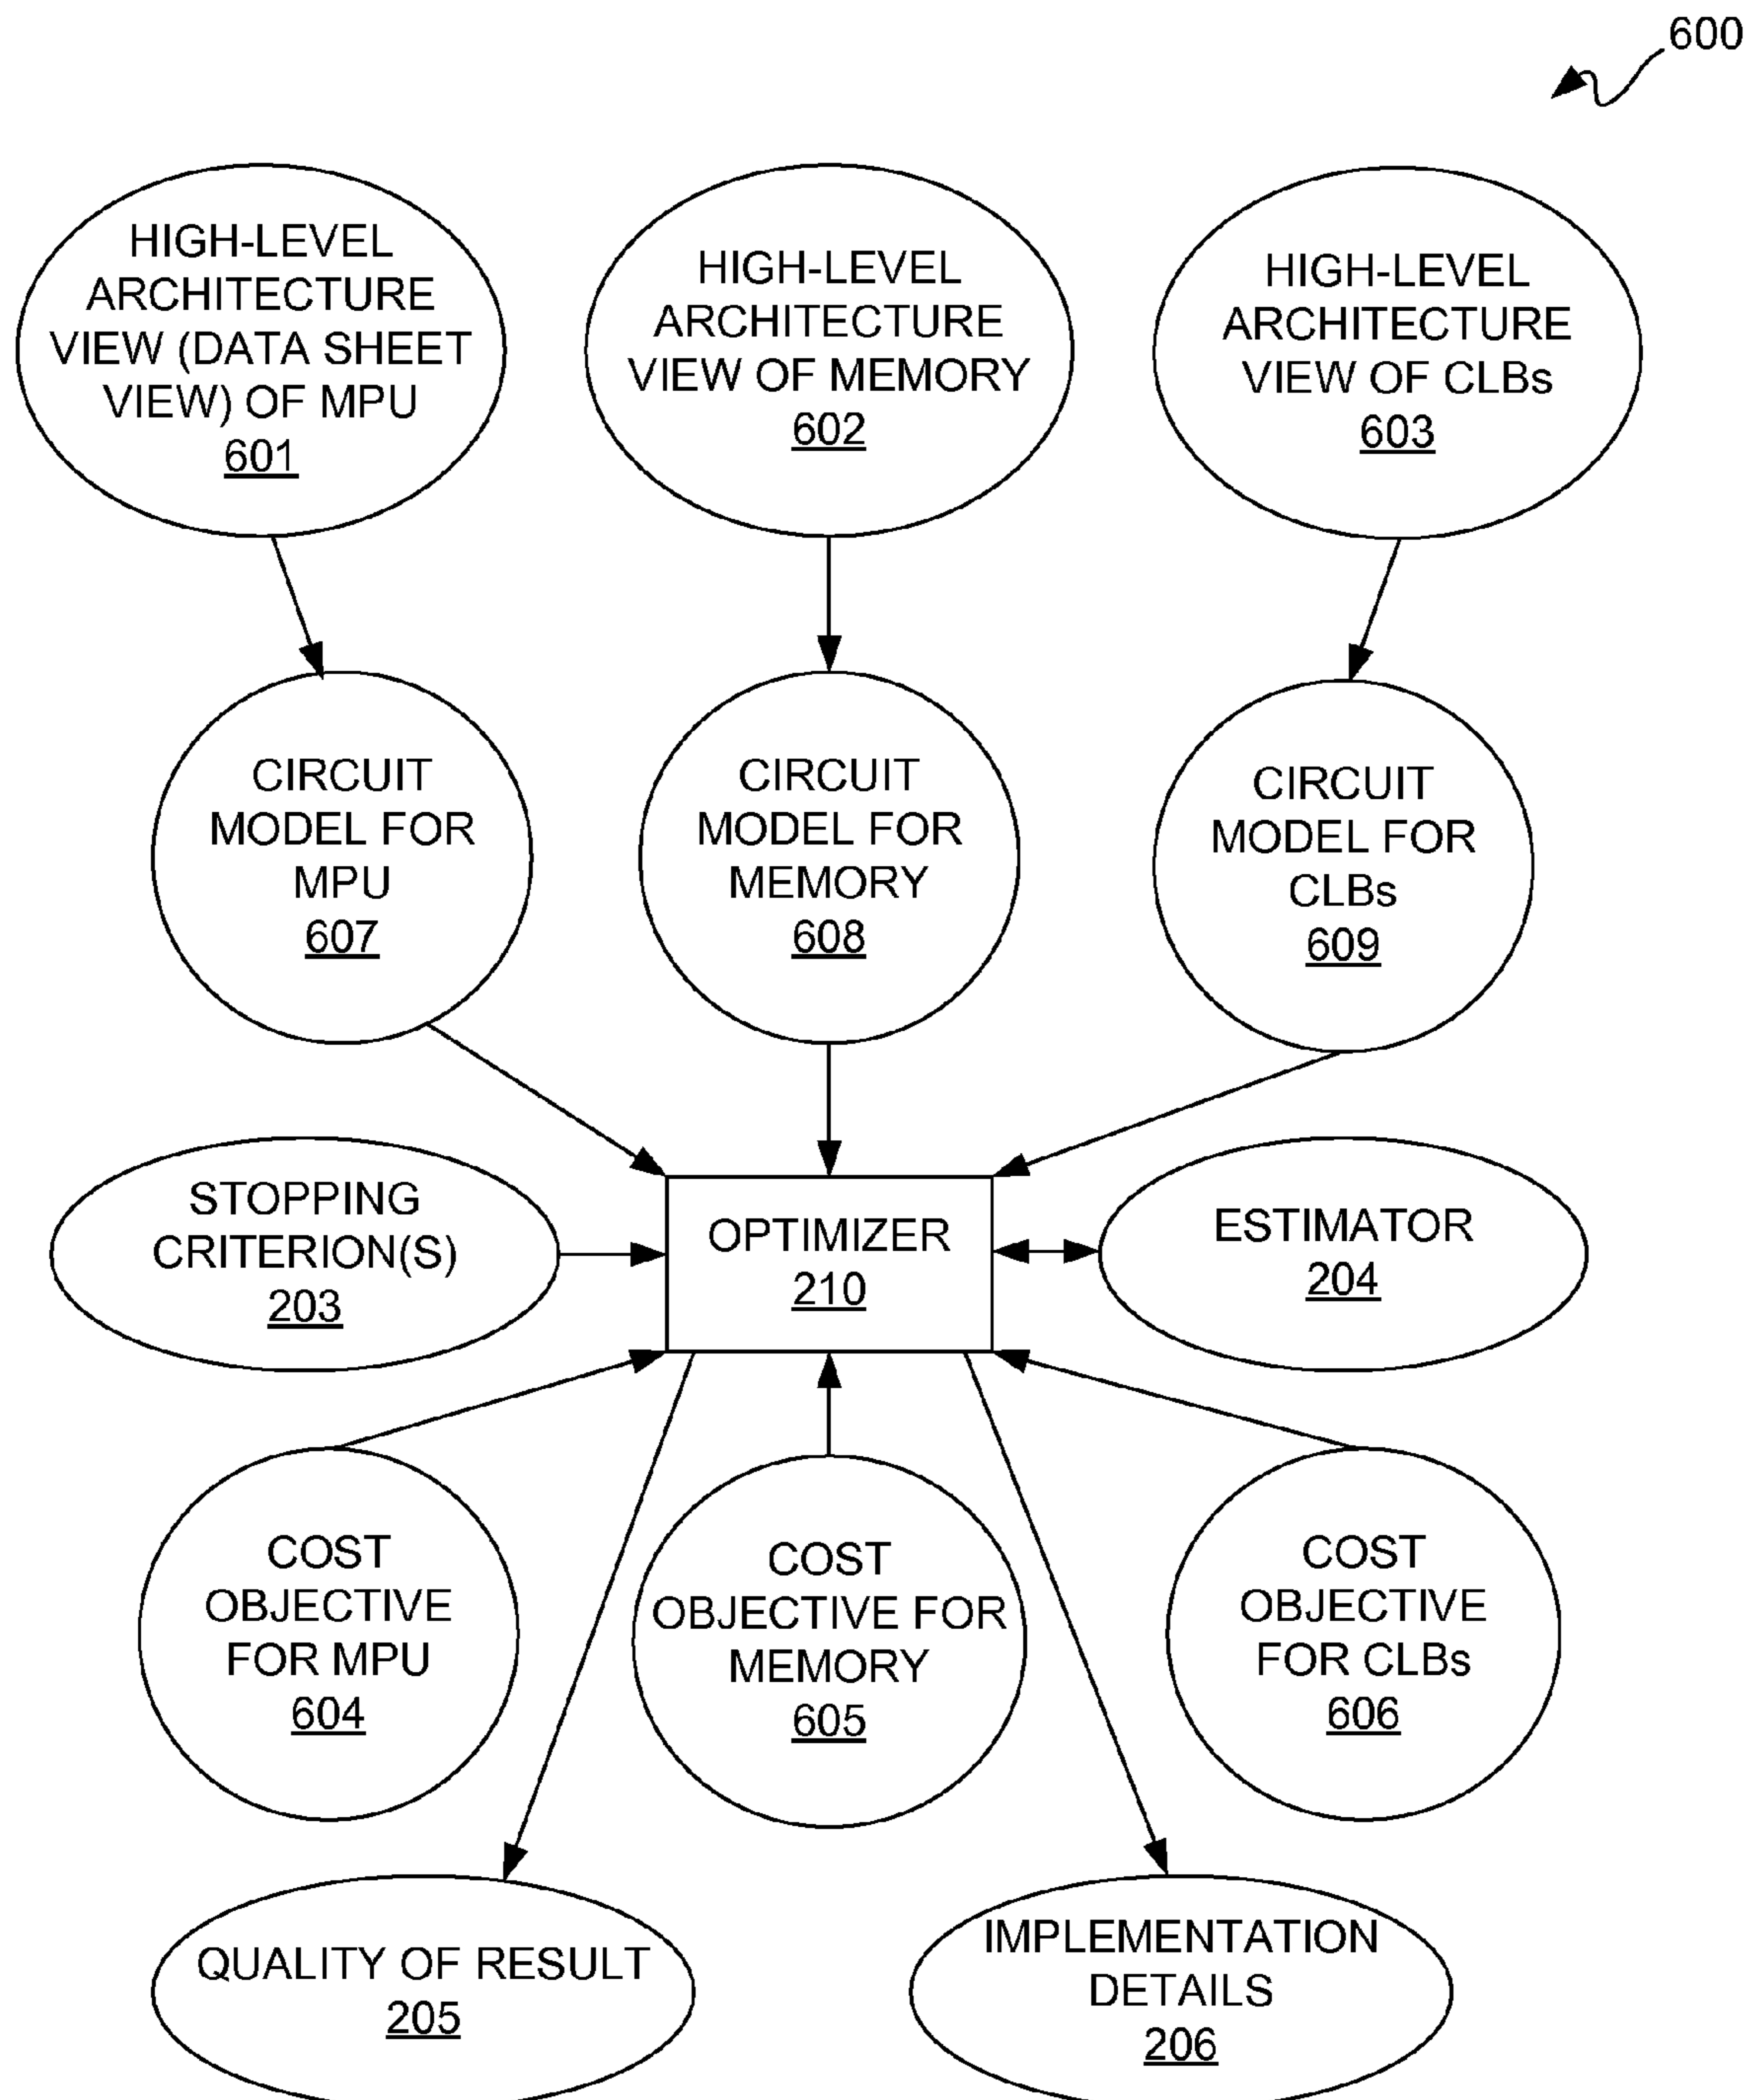 600
HIGH-LEVEL
ARCHITECTURE
VIEW (DATA SHEET
VIEW) OF MPU
601
HIGH-LEVEL
ARCHITECTURE
VIEW OF MEMORY
602
HIGH-LEVEL
ARCHITECTURE
VIEW OF CLBs
603
CIRCUIT
MODEL FOR
MPU
607
CIRCUIT
MODEL FOR
MEMORY
608
CIRCUIT
MODEL FOR
CLBs
609
STOPPING
CRITERION(S)
203
OPTIMIZER
210
ESTIMATOR
204
COST
OBJECTIVE
FOR MPU
604
COST
OBJECTIVE FOR
MEMORY
605
COST
OBJECTIVE
FOR CLBs
606
QUALITY OF RESULT
205
IMPLEMENTATION
DETAILS
206